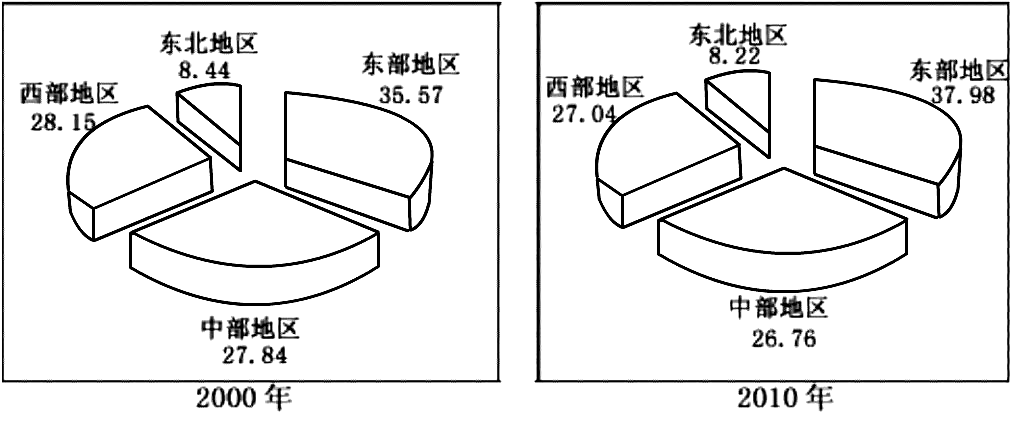 东北地区
8.44
东部地区
35.57
西部地区
28.15
中部地区
27.84
2000年
东北地区
8.22
东部地区
37.98
西部地区
27.04
中部地区
26.76
2010年